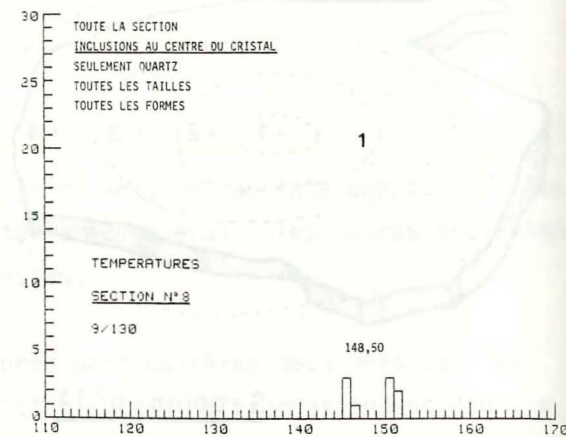 30
TOUTE LA SECTION
INCLUSIONS AU CENTRE DU CRISTAL
SEULEMENT QUARTZ
25
TOUTES LES TAILLES
TOUTES LES FORMES
20
1
15
TEMPERATURES
10
SECTION N°8
9/130
5
148,50
0
110 120 130 140 150 160 170